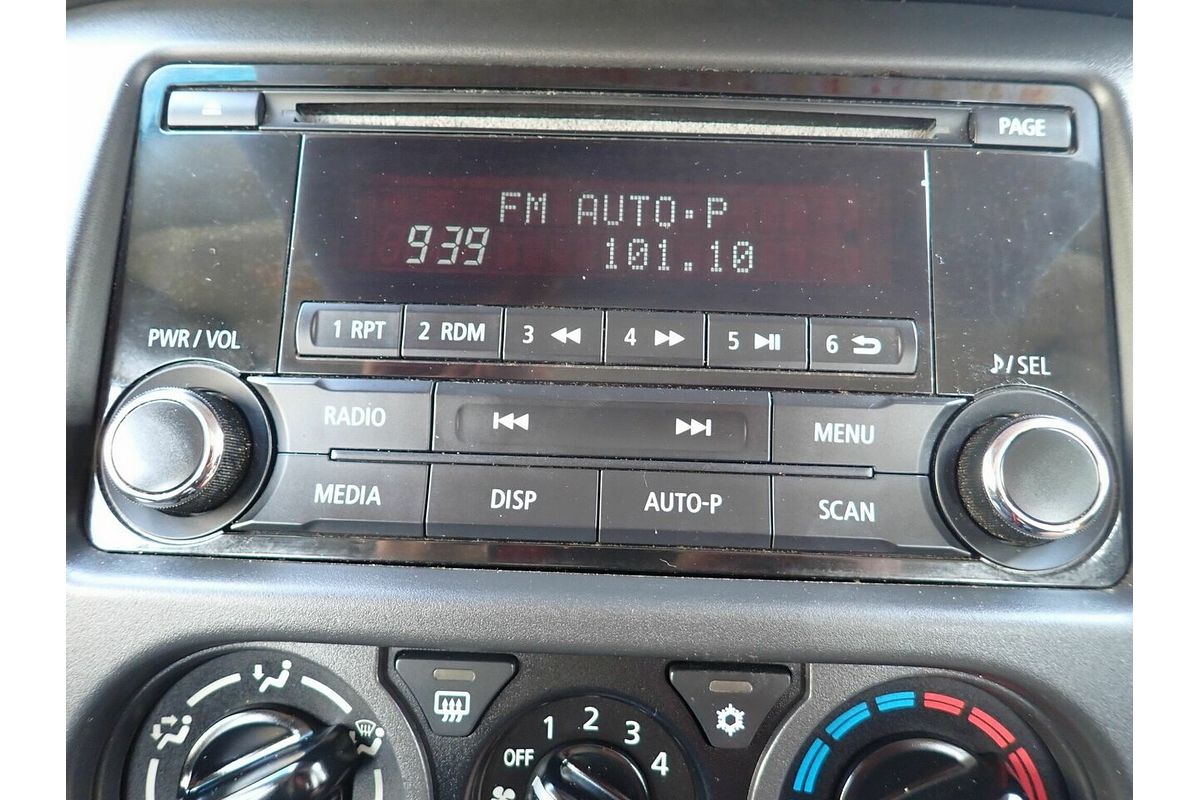 PAGE
FM AUTO·P
939 101.10
PWR / VOL
1 RPT 2 RDM 3 4 5 6
/ SEL
RADIO
MENU
MEDIA DISP AUTO-P SCAN
OFF 1 2 3 4